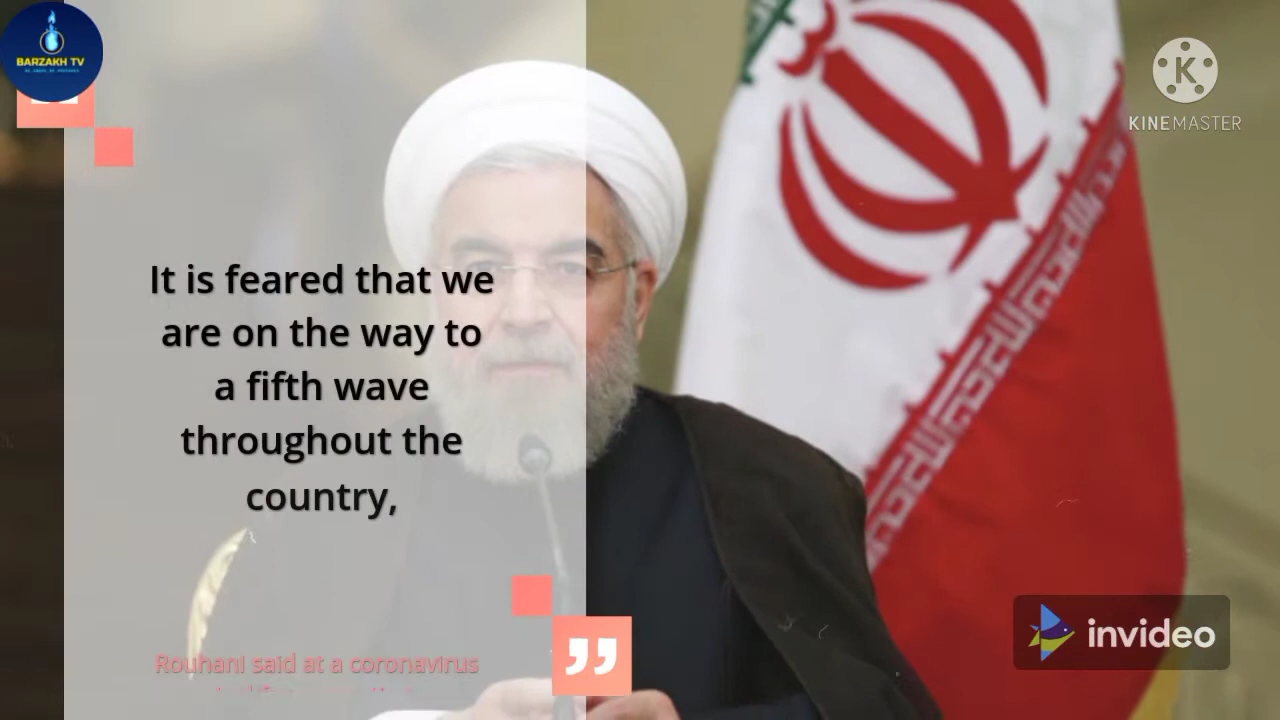 BARZAKH TV
KINEMASTER
It is feared that we
are on the way to
a fifth wave
throughout the
country,
Rouhani said at a coronavirus
invideo